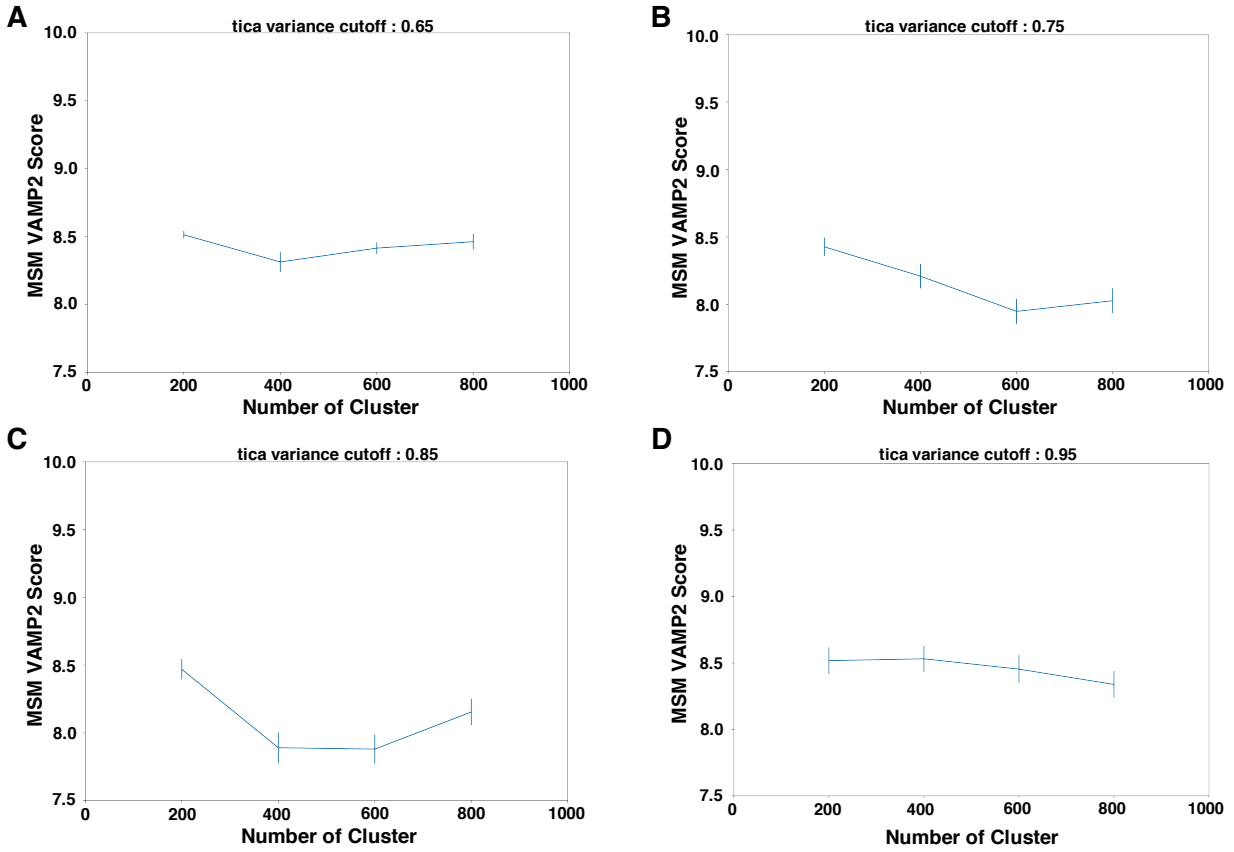 A
tica variance cutoff : 0.65
10.0
9.5
9.0
8.5
8.0
7.5
MSM VAMP2 Score
0 200 400 600 800 1000
Number of Cluster
B
tica variance cutoff : 0.75
10.0
9.5
9.0
8.5
8.0
7.5
MSM VAMP2 Score
0 200 400 600 800 1000
Number of Cluster
C
tica variance cutoff : 0.85
10.0
9.5
9.0
8.5
8.0
7.5
MSM VAMP2 Score
0 200 400 600 800 1000
Number of Cluster
D
tica variance cutoff : 0.95
10.0
9.5
9.0
8.5
8.0
7.5
MSM VAMP2 Score
0 200 400 600 800 1000
Number of Cluster